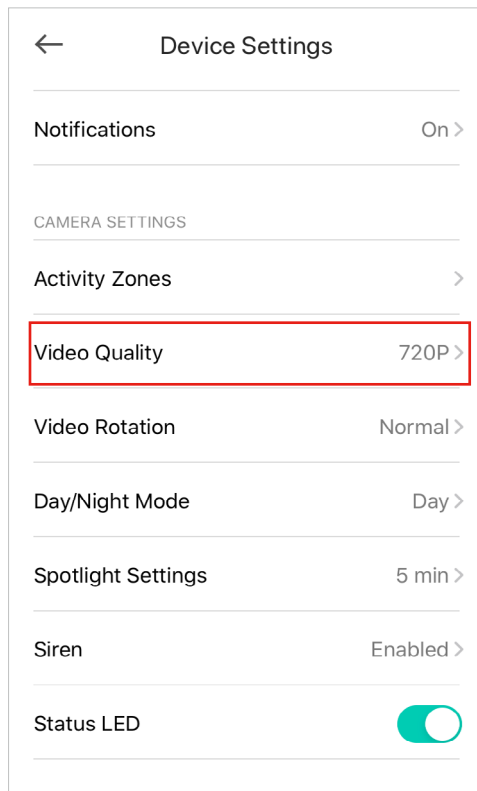 Device Settings
Notifications On
CAMERA SETTINGS
Activity Zones
Video Quality 720P
Video Rotation Normal
Day/Night Mode Day
Spotlight Settings 5 min
Siren Enabled
Status LED